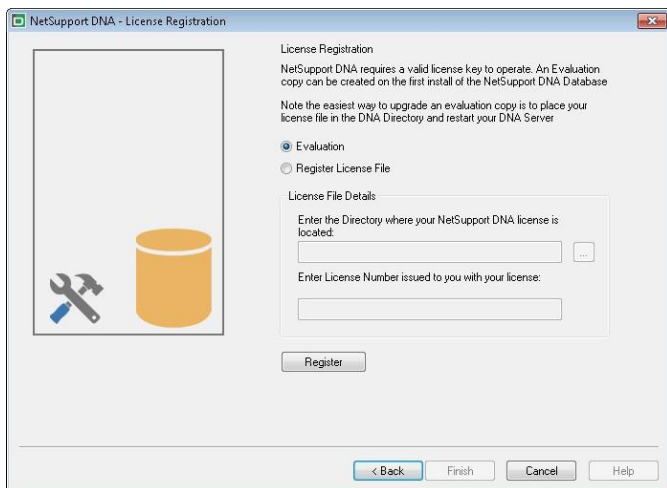 NetSupport DNA - License Registration
License Registration
NetSupport DNA requires a valid license key to operate. An Evaluation
copy can be created on the first install of the NetSupport DNA Database
Note the easiest way to upgrade an evaluation copy is to place your
license file in the DNA Directory and restart your DNA Server
Evaluation
Register License File
License File Details
Enter the Directory where your NetSupport DNA license is
located:
...
Enter License Number issued to you with your license:
Register
< Back
Finish
Cancel
Help